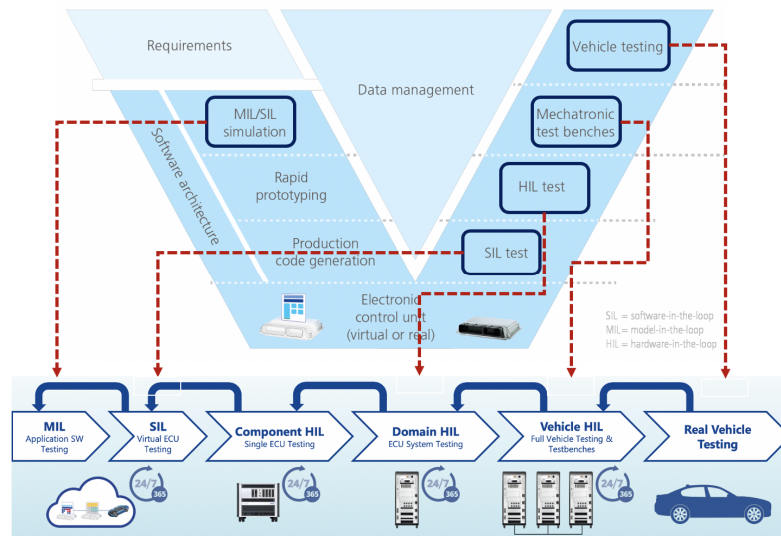 Requirements
Data management
Vehicle testing
MIL/SIL
simulation
Mechatronic
test benches
Software architecture
Rapid
prototyping
HIL test
Production
code generation
SIL test
Electronic
control unit
(virtual or real)
SIL = software-in-the-loop
MIL = model-in-the-loop
HIL = hardware-in-the-loop
MIL
Application SW
Testing
SIL
Virtual ECU
Testing
Component HIL
Single ECU Testing
Domain HIL
ECU System Testing
Vehicle HIL
Full Vehicle Testing &
Testbenches
Real Vehicle
Testing
24/7
365
24/7
365
24/7
365
24/7
365